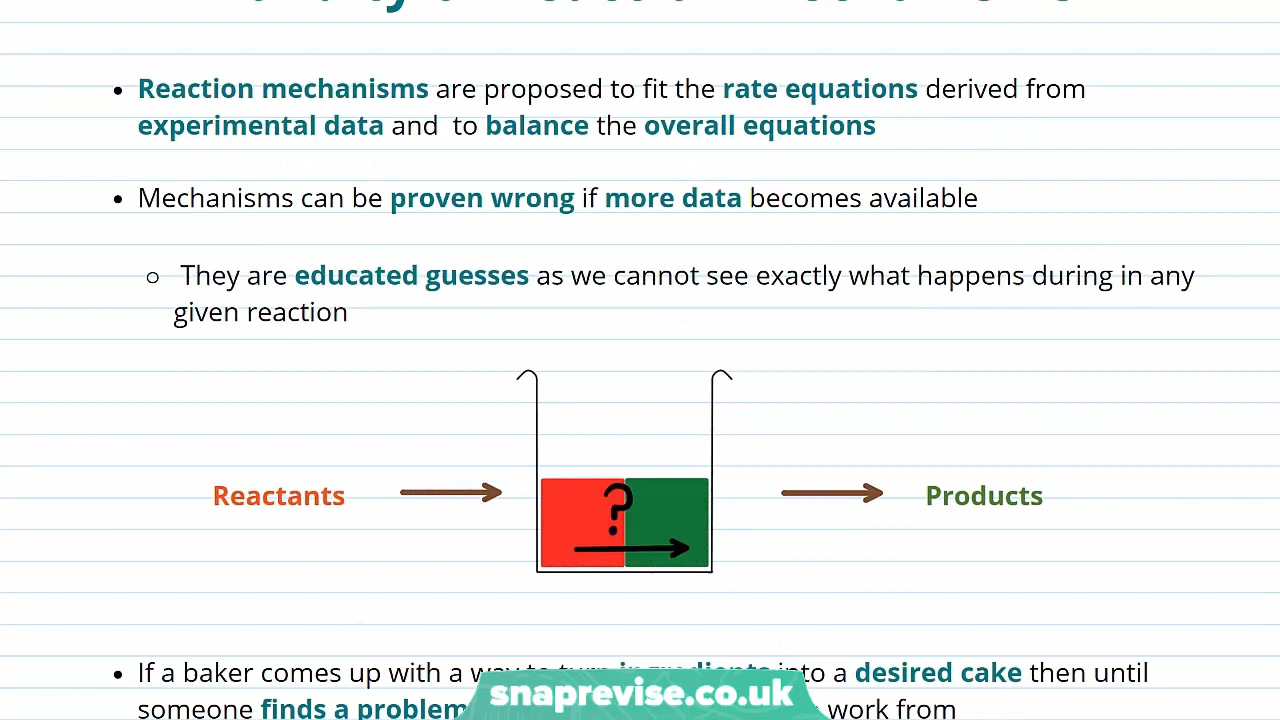 • Reaction mechanisms are proposed to fit the rate equations derived from
experimental data and to balance the overall equations
• Mechanisms can be proven wrong if more data becomes available
○ They are educated guesses as we cannot see exactly what happens during in any
given reaction
Reactants
?
Products
• If a baker comes up with a way to turn ingredients into a desired cake then until
someone finds a problem work from
snaprevise.co.uk